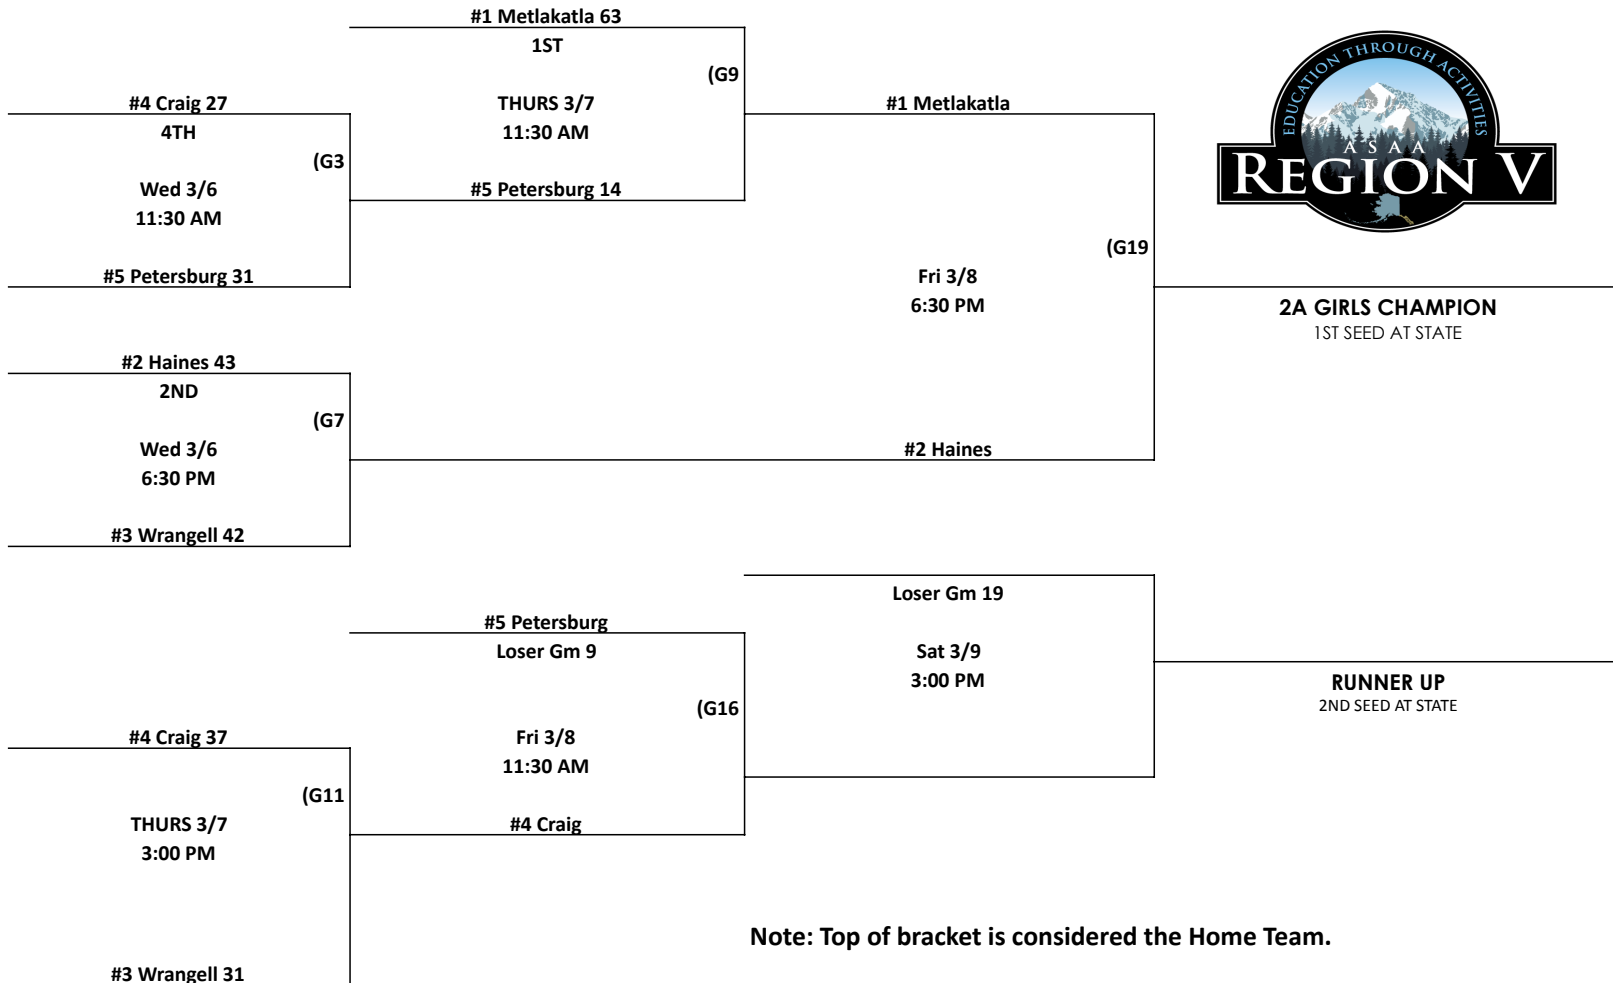 #1 Metlakatla 63
1ST
(G9
THURS 3/7
11:30 AM
#5 Petersburg 14
#4 Craig 27
4TH
(G3
Wed 3/6
11:30 AM
#5 Petersburg 31
#1 Metlakatla
(G19
Fri 3/8
6:30 PM
EDUCATION THROUGH ACTIVITIES
ASAA
REGION V
2A GIRLS CHAMPION
1ST SEED AT STATE
#2 Haines 43
2ND
(G7
Wed 3/6
6:30 PM
#3 Wrangell 42
#2 Haines
Loser Gm 19
Sat 3/9
3:00 PM
#5 Petersburg
Loser Gm 9
(G16
Fri 3/8
11:30 AM
#4 Craig
RUNNER UP
2ND SEED AT STATE
#4 Craig 37
(G11
THURS 3/7
3:00 PM
#3 Wrangell 31
Note: Top of bracket is considered the Home Team.